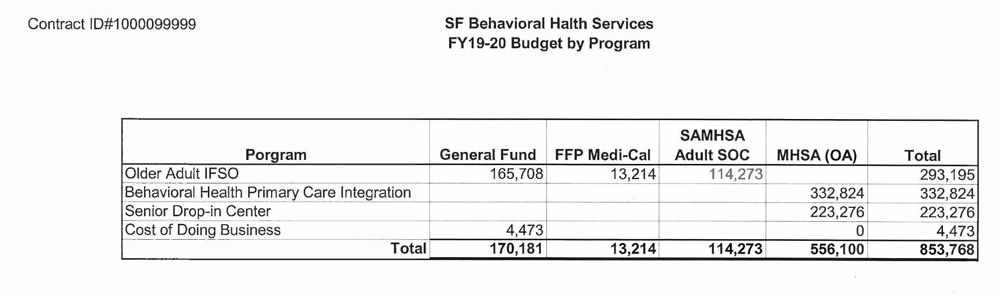 Contract ID#1000099999
SF Behavioral Halth Services
FY19-20 Budget by Program
Porgram General Fund FFP Medi-Cal SAMHSA Adult SOC MHSA (OA) Total
Older Adult IFSO 165,708 13,214 114,273 293,195
Behavioral Health Primary Care Integration 332,824 332,824
Senior Drop-in Center 223,276 223,276
Cost of Doing Business 4,473 0 4,473
Total 170,181 13,214 114,273 556,100 853,768